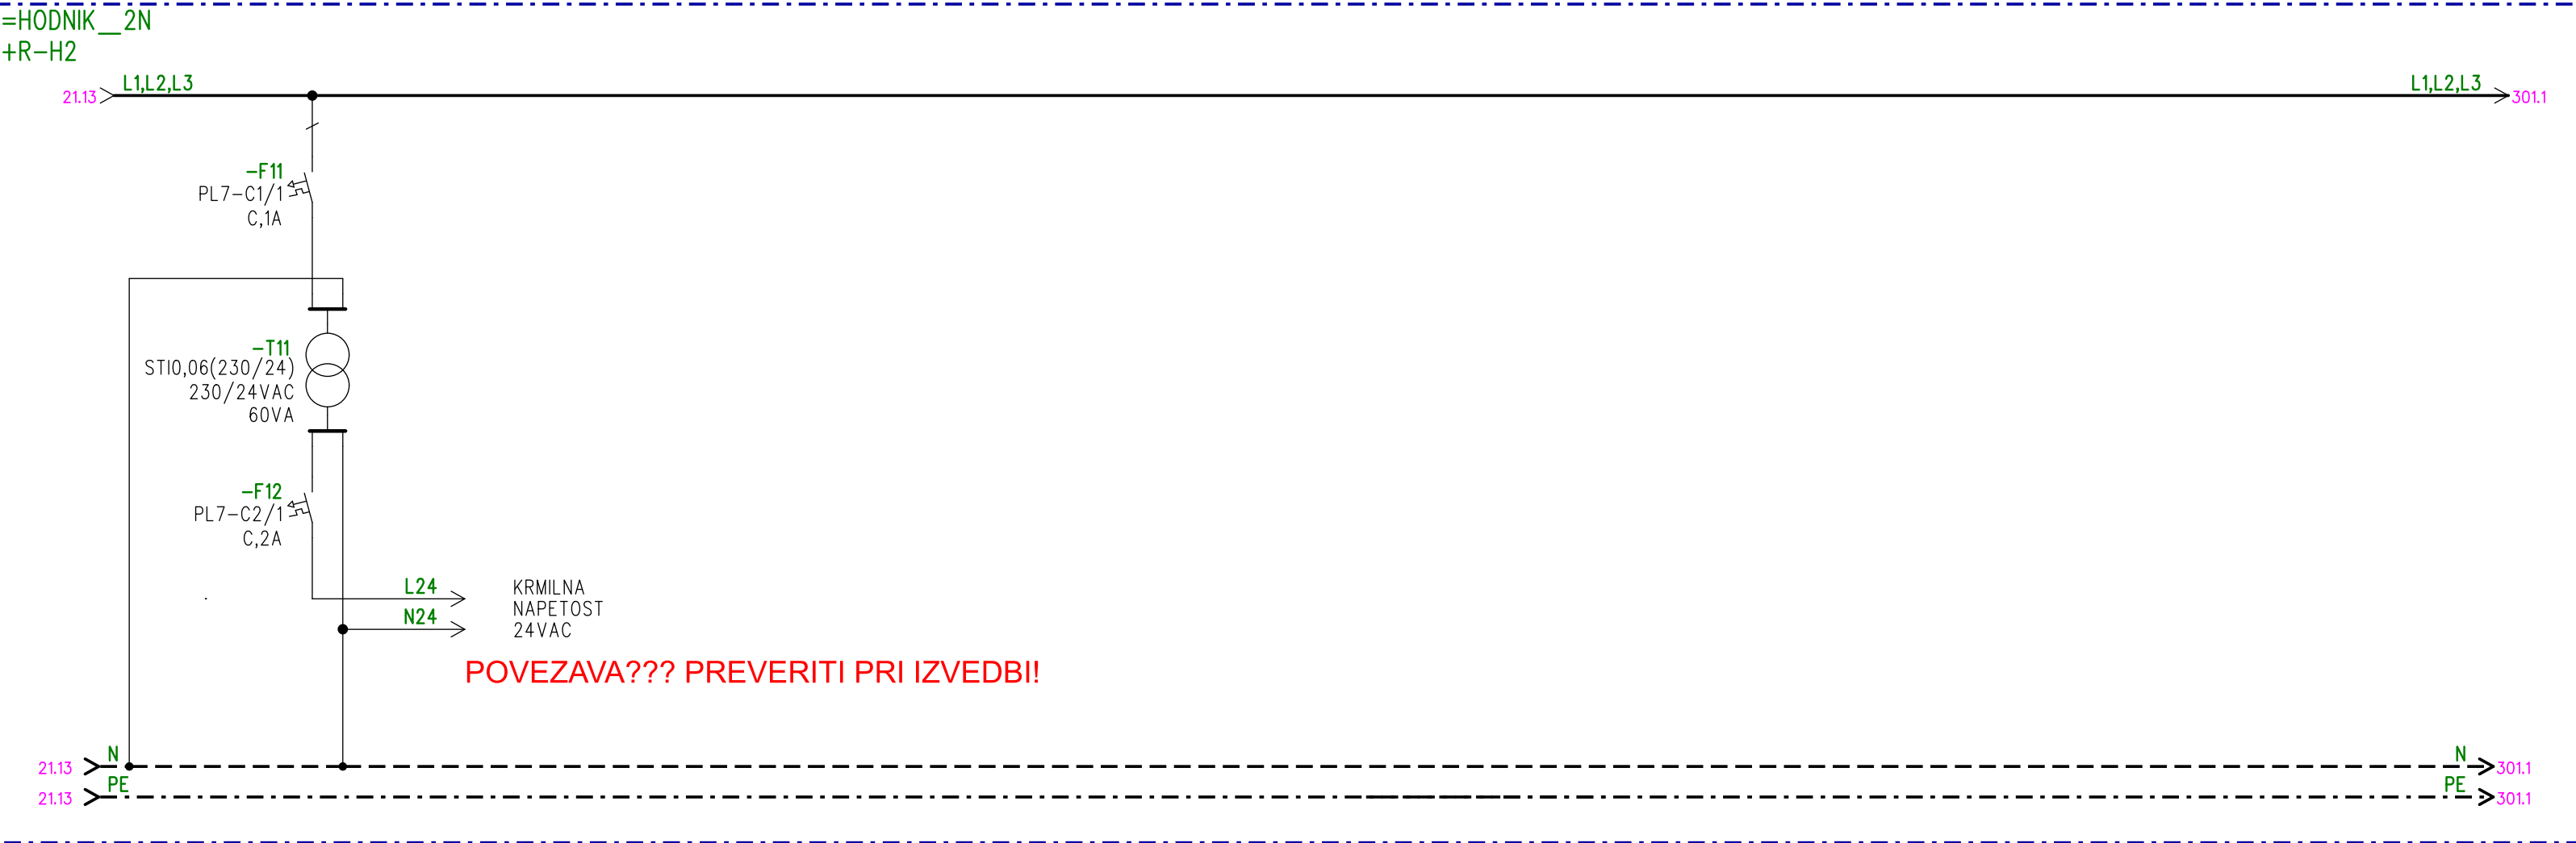 =HODNIK__2N
+R-H2
L1,L2,L3
L1,L2,L3
21.13
301.1
-F11
PL7-C1/1
C,1A
-T11
STI0,06(230/24)
230/24VAC
60VA
-F12
PL7-C2/1
C,2A
L24
N24
KRMILNA
NAPETOST
24VAC
POVEZAVA??? PREVERITI PRI IZVEDBI!
N
N
21.13
301.1
PE
PE
21.13
301.1